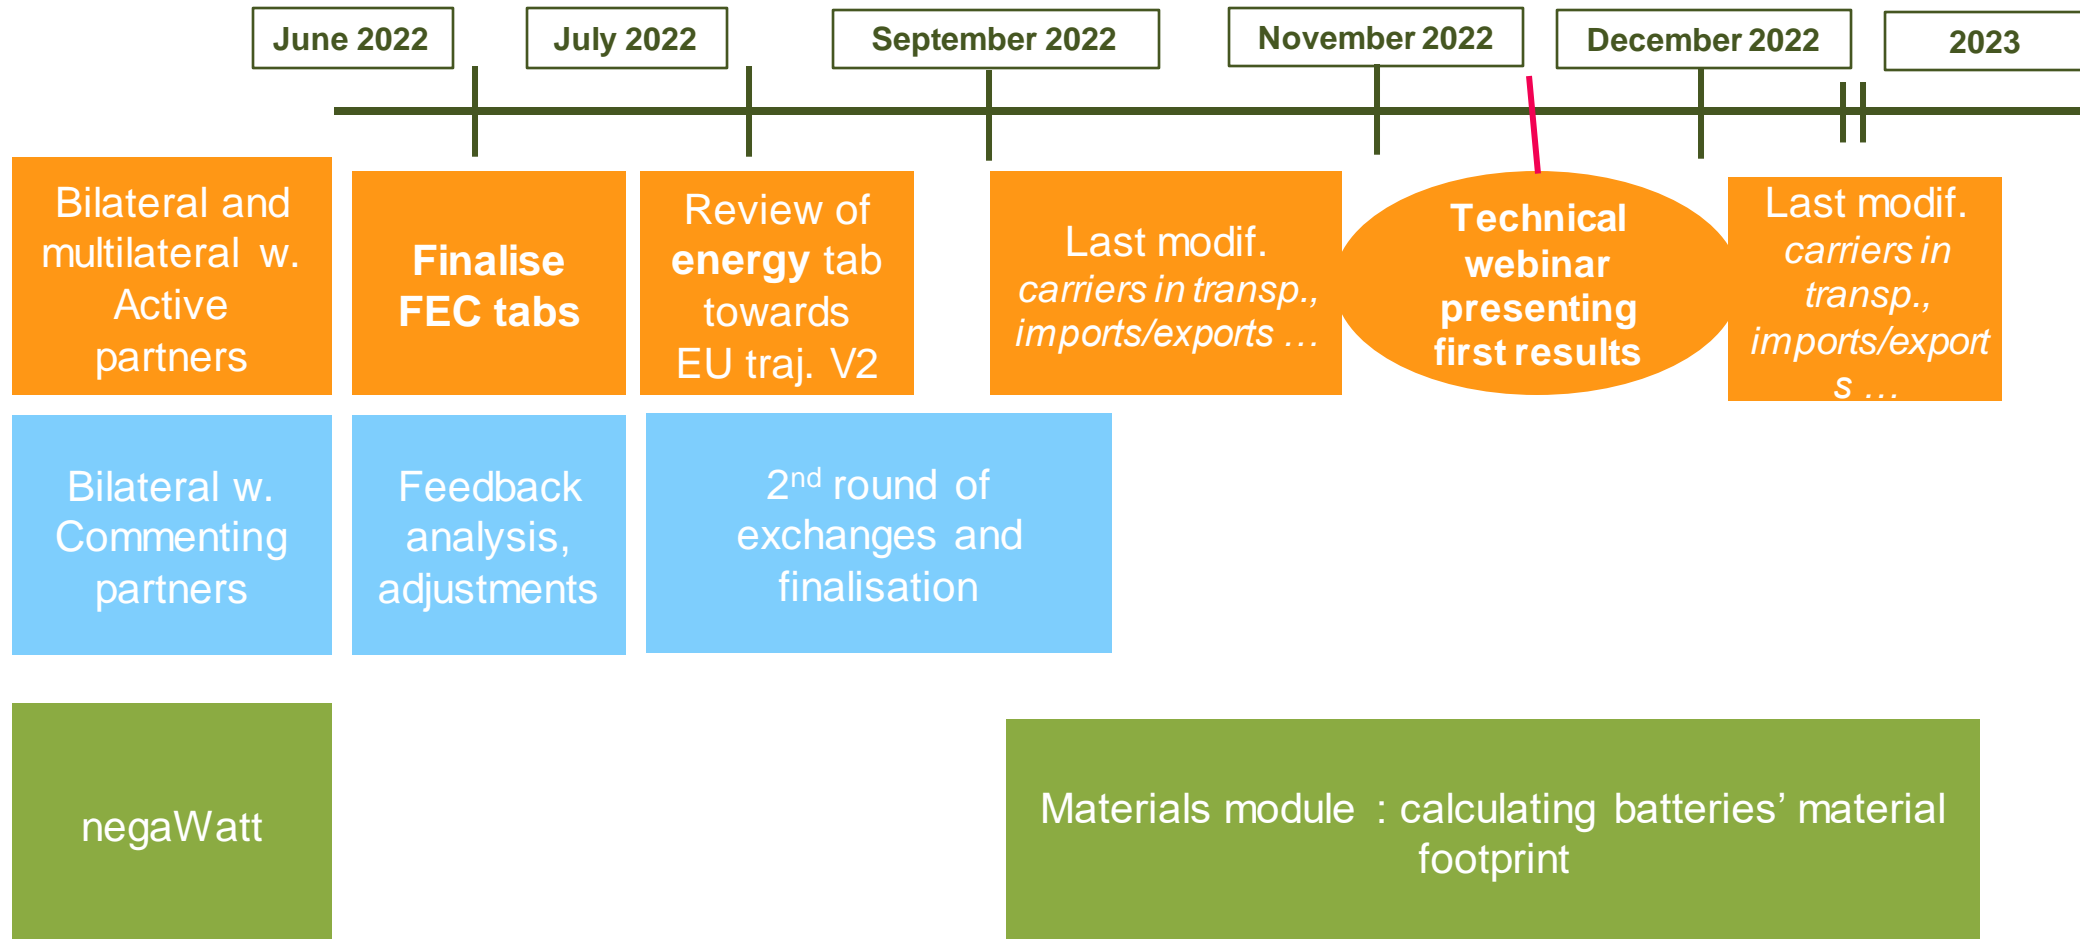 June 2022
July 2022
September 2022
November 2022
December 2022
2023
Bilateral and
multilateral w.
Active
partners
Finalise
FEC tabs
Review of
energy tab
towards
EU traj. V2
Last modif.
carriers in transp.,
imports/exports …
Technical
webinar
presenting
first results
Last modif.
carriers in
transp.,
imports/export
s …
Bilateral w.
Commenting
partners
Feedback
analysis,
adjustments
2nd round of
exchanges and
finalisation
negaWatt
Materials module : calculating batteries’ material
footprint